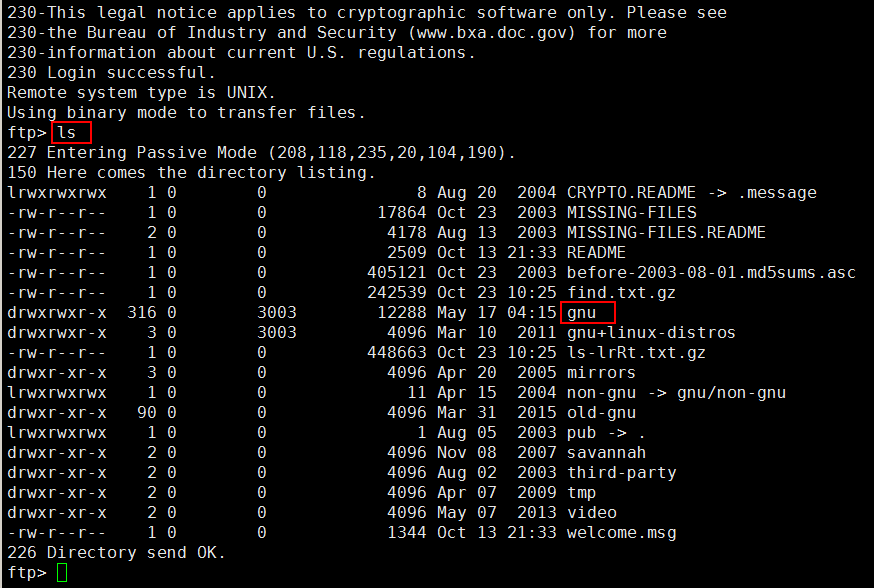 230-This legal notice applies to cryptographic software only. Please see
230-the Bureau of Industry and Security (www.bxa.doc.gov) for more
230-information about current U.S. regulations.
230 Login successful.
Remote system type is UNIX.
Using binary mode to transfer files.
ftp> ls
227 Entering Passive Mode (208,118,235,20,104,190).
150 Here comes the directory listing.
lrwxrwxrwx    1 0        0               8 Aug 20  2004 CRYPTO.README -> .message
-rw-r--r--    1 0        0           17864 Oct 23  2003 MISSING-FILES
-rw-r--r--    2 0        0            4178 Aug 13  2003 MISSING-FILES.README
-rw-r--r--    1 0        0            2509 Oct 13 21:33 README
-rw-r--r--    1 0        0          405121 Oct 23  2003 before-2003-08-01.md5sums.asc
-rw-r--r--    1 0        0          242539 Oct 23 10:25 find.txt.gz
drwxrwxr-x  316 0        3003        12288 May 17 04:15 gnu
drwxrwxr-x    3 0        3003         4096 Mar 10  2011 gnu+linux-distros
-rw-r--r--    1 0        0          448663 Oct 23 10:25 ls-lrRt.txt.gz
drwxr-xr-x    3 0        0            4096 Apr 20  2005 mirrors
lrwxrwxrwx    1 0        0              11 Apr 15  2004 non-gnu -> gnu/non-gnu
drwxr-xr-x   90 0        0            4096 Mar 31  2015 old-gnu
lrwxrwxrwx    1 0        0               1 Aug 05  2003 pub -> .
drwxr-xr-x    2 0        0            4096 Nov 08  2007 savannah
drwxr-xr-x    2 0        0            4096 Aug 02  2003 third-party
drwxr-xr-x    2 0        0            4096 Apr 07  2009 tmp
drwxr-xr-x    2 0        0            4096 May 07  2013 video
-rw-r--r--    1 0        0            1344 Oct 13 21:33 welcome.msg
226 Directory send OK.
ftp>